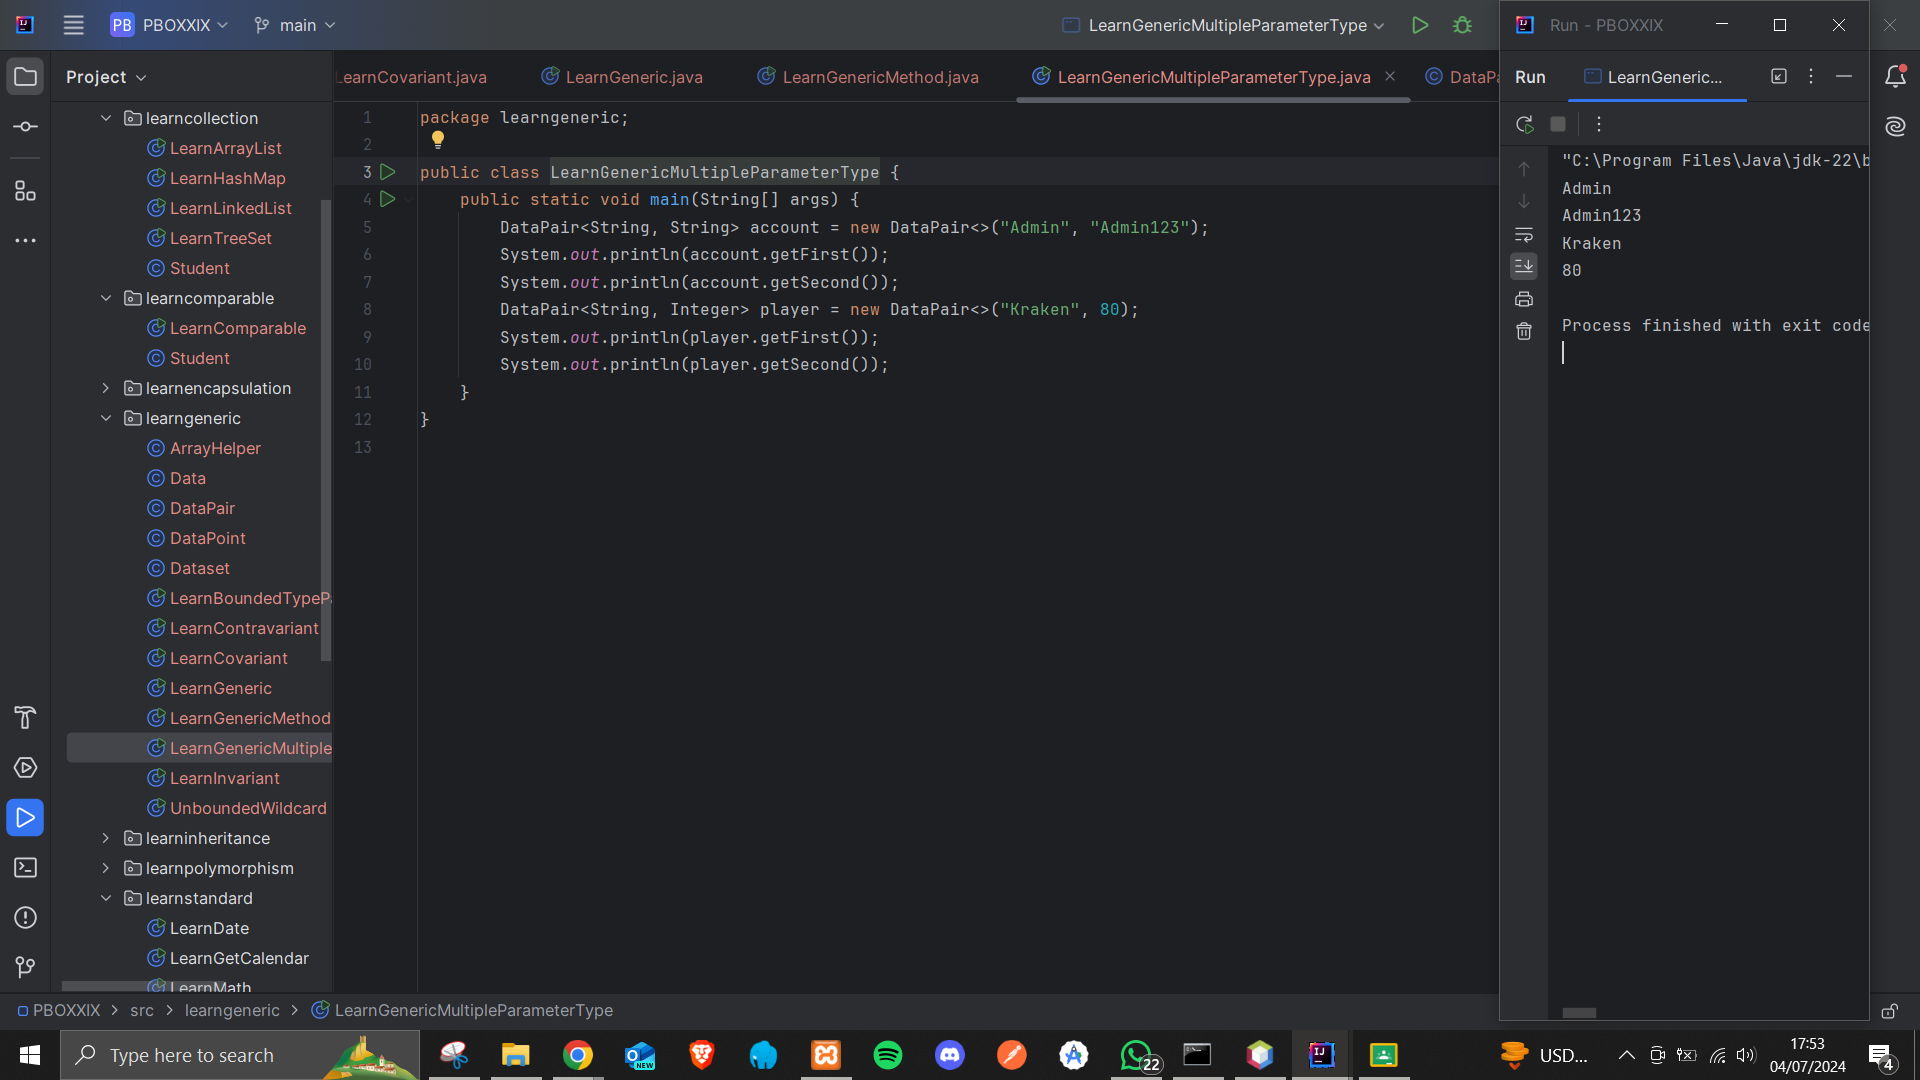 PB PBOXXIX main LearnGenericMultipleParameterType
Run - PBOXXIX
Project
LearnCovariant.java LearnGeneric.java LearnGenericMethod.java LearnGenericMultipleParameterType.java DataPa
Run LearnGeneric...
learncollection
LearnArrayList
LearnHashMap
LearnLinkedList
LearnTreeSet
Student
learncomparable
LearnComparable
Student
learnencapsulation
learngeneric
ArrayHelper
Data
DataPair
DataPoint
Dataset
LearnBoundedTypePa
LearnContravariant
LearnCovariant
LearnGeneric
LearnGenericMethod
LearnGenericMultiple
LearnInvariant
UnboundedWildcard
learninheritance
learnpolymorphism
learnstandard
LearnDate
LearnGetCalendar
LearnMath
1 package learngeneric;
2
3 public class LearnGenericMultipleParameterType {
4 public static void main(String[] args) {
5 DataPair<String, String> account = new DataPair<>("Admin", "Admin123");
6 System.out.println(account.getFirst());
7 System.out.println(account.getSecond());
8 DataPair<String, Integer> player = new DataPair<>("Kraken", 80);
9 System.out.println(player.getFirst());
10 System.out.println(player.getSecond());
11 }
12 }
13
"C:\Program Files\Java\jdk-22\b
Admin
Admin123
Kraken
80
Process finished with exit code
PBOXXIX > src > learngeneric > LearnGenericMultipleParameterType
Type here to search
NEW
22
IJ
USD...
17:53
04/07/2024
4